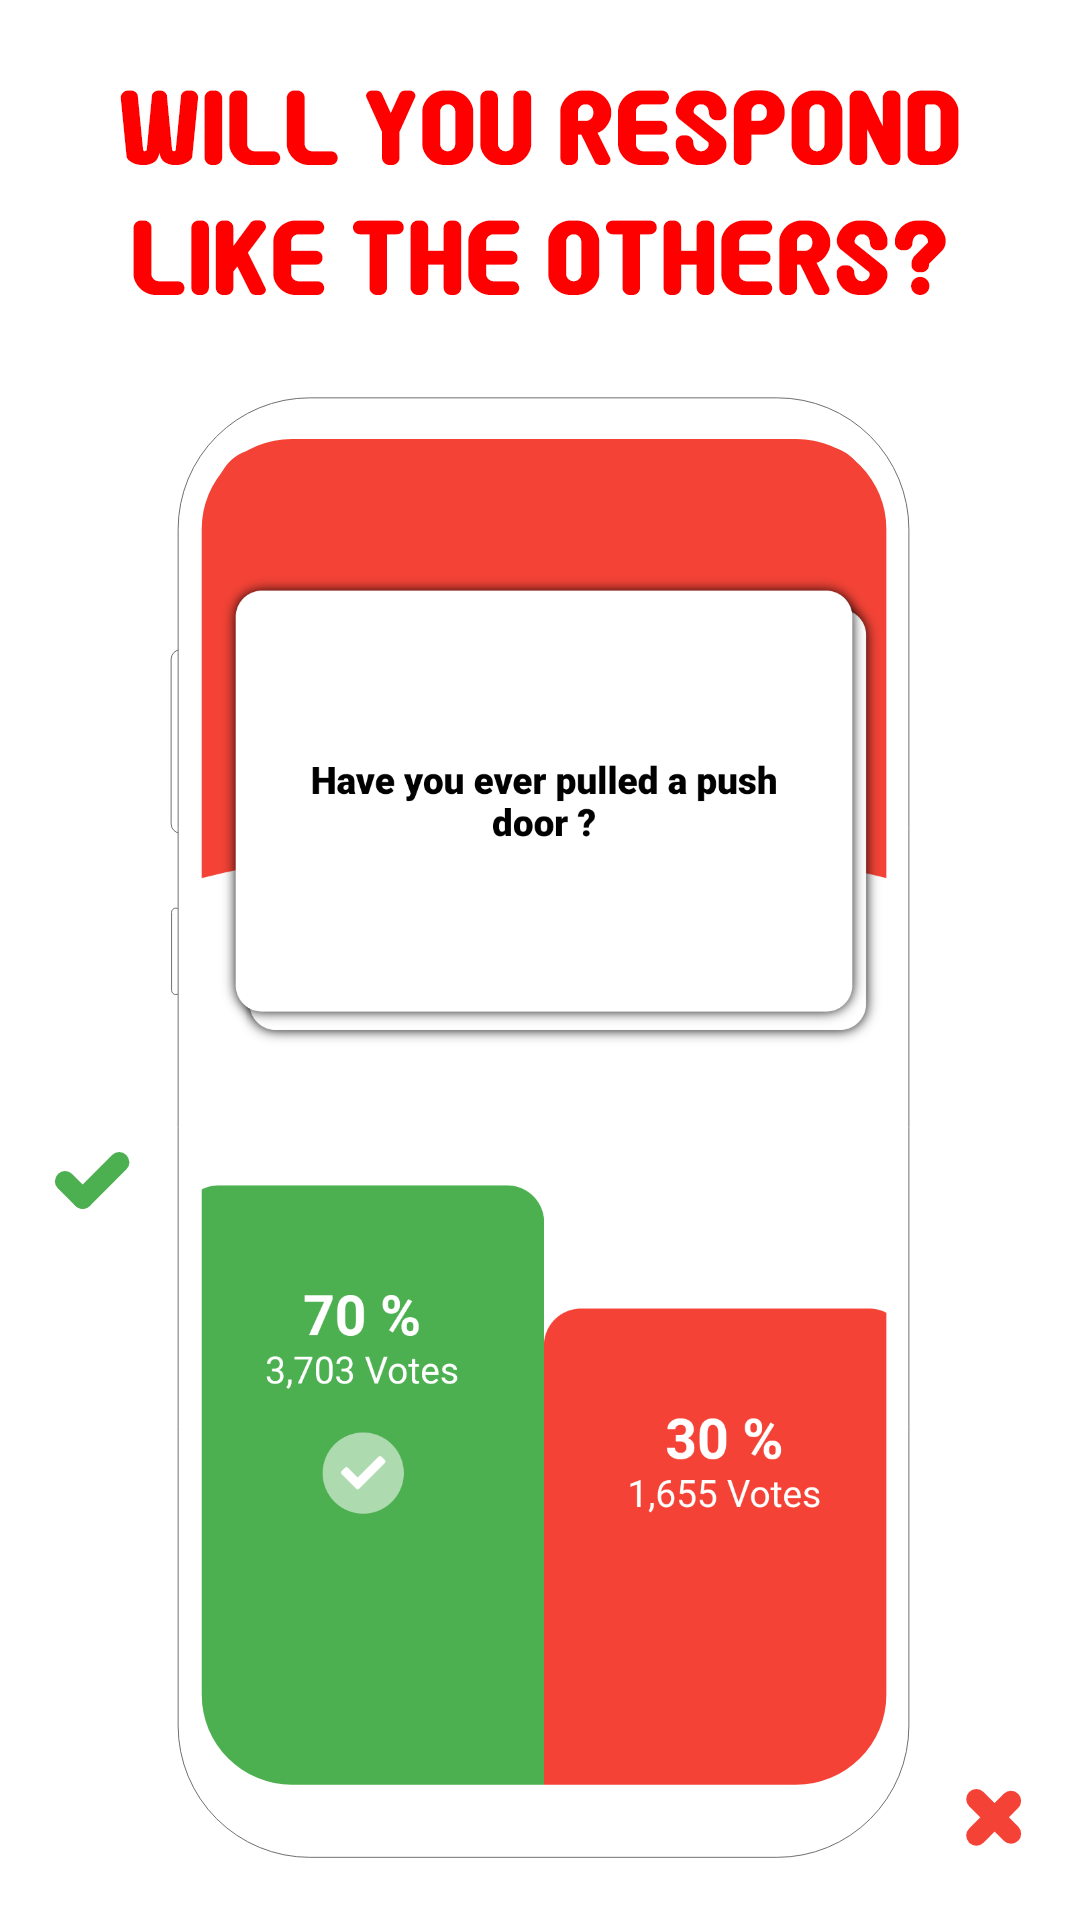 WILL YOU RESPOND
LIKE THE OTHERS?
Have you ever pulled a push
door ?
70 %
3,703 Votes
30 %
1,655 Votes